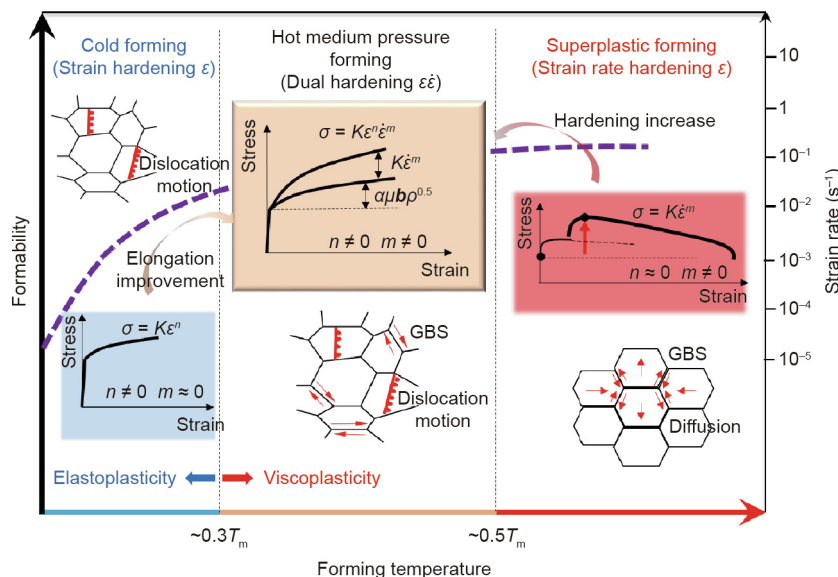 Cold forming
(Strain hardening ε)
Hot medium pressure
forming
(Dual hardening εε̇)
Superplastic forming
(Strain rate hardening ε̇)
Dislocation
motion
Elongation
improvement
Stress
σ = Kεⁿ
n ≠ 0 m ≈ 0
Strain
Stress
σ = Kεⁿε̇ᵐ
Kε̇ᵐ
αμbρ⁰·⁵
n ≠ 0 m ≠ 0
Strain
GBS
Dislocation
motion
Hardening increase
Stress
σ = Kε̇ᵐ
n ≈ 0 m ≠ 0
Strain
GBS
Diffusion
Elastoplasticity
Viscoplasticity
Formability
10
1
10⁻¹
10⁻²
10⁻³
10⁻⁴
10⁻⁵
Strain rate (s⁻¹)
~0.3Tₘ
~0.5Tₘ
Forming temperature